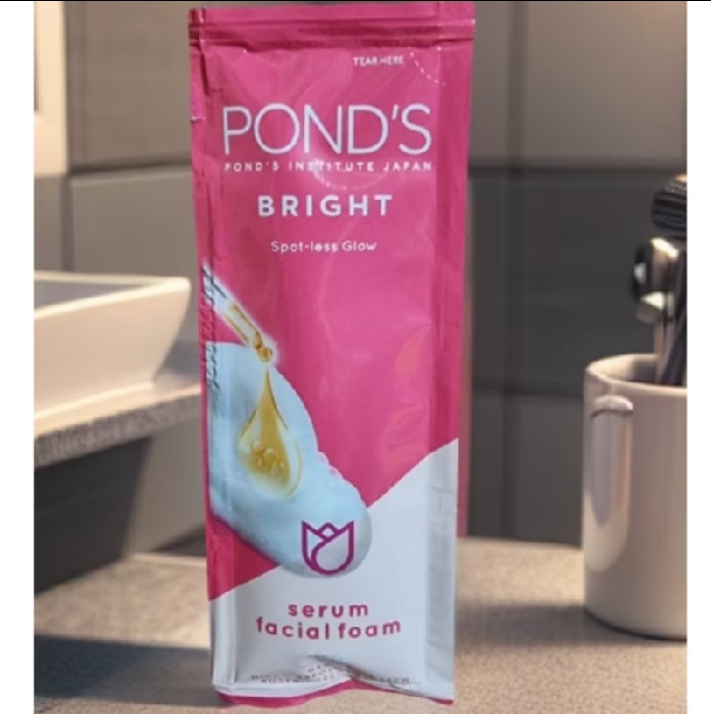 TEAR HERE
POND'S
POND'S INSTITUTE JAPAN
BRIGHT
Spot-less Glow
serum
facial foam